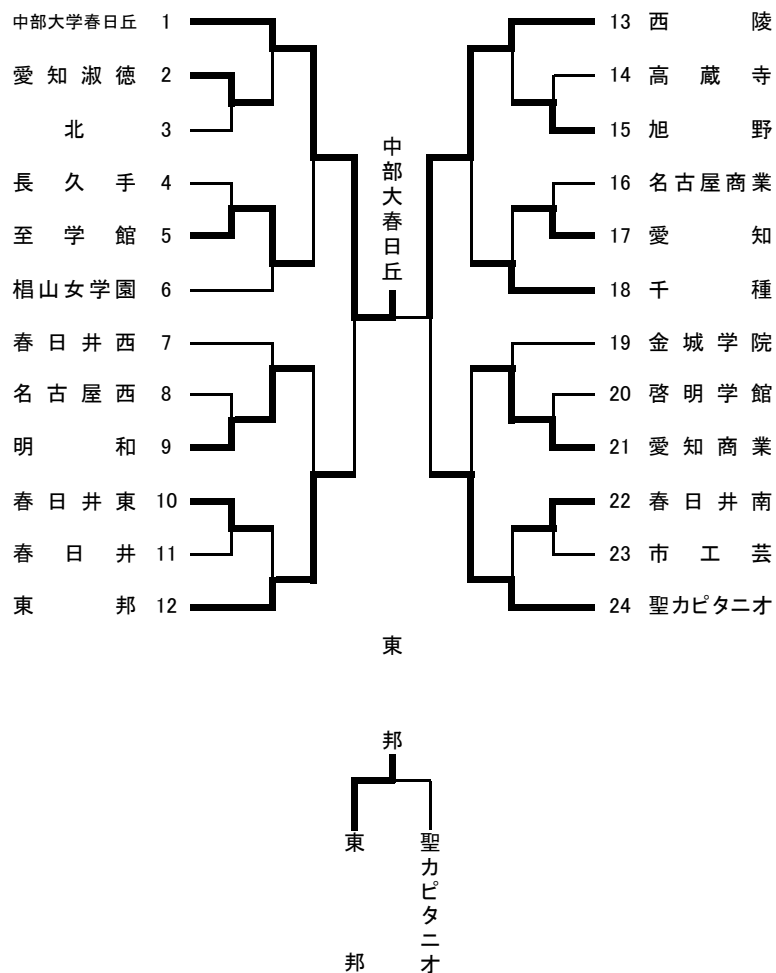 中部大学春日丘 1
愛知淑徳 2
北 3
長久手 4
至学館 5
椙山女学園 6
春日井西 7
名古屋西 8
明和 9
春日井東 10
春日井 11
東邦 12
中部大春日丘
13 西陵
14 高蔵寺
15 旭野
16 名古屋商業
17 愛知
18 千種
19 金城学院
20 啓明学館
21 愛知商業
22 春日井南
23 市工芸
24 聖カピタニオ
東邦
東邦
聖カピタニオ